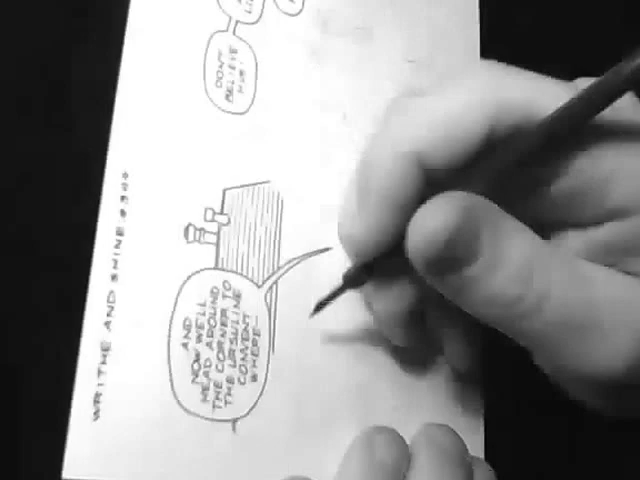 WRITHE AND SHINE #304
AND
NOW WE'LL
HEAD AROUND
THE CORNER TO
THE URSULINE
CONVENT
WHERE—
DON'T
BELIEVE
HIM!